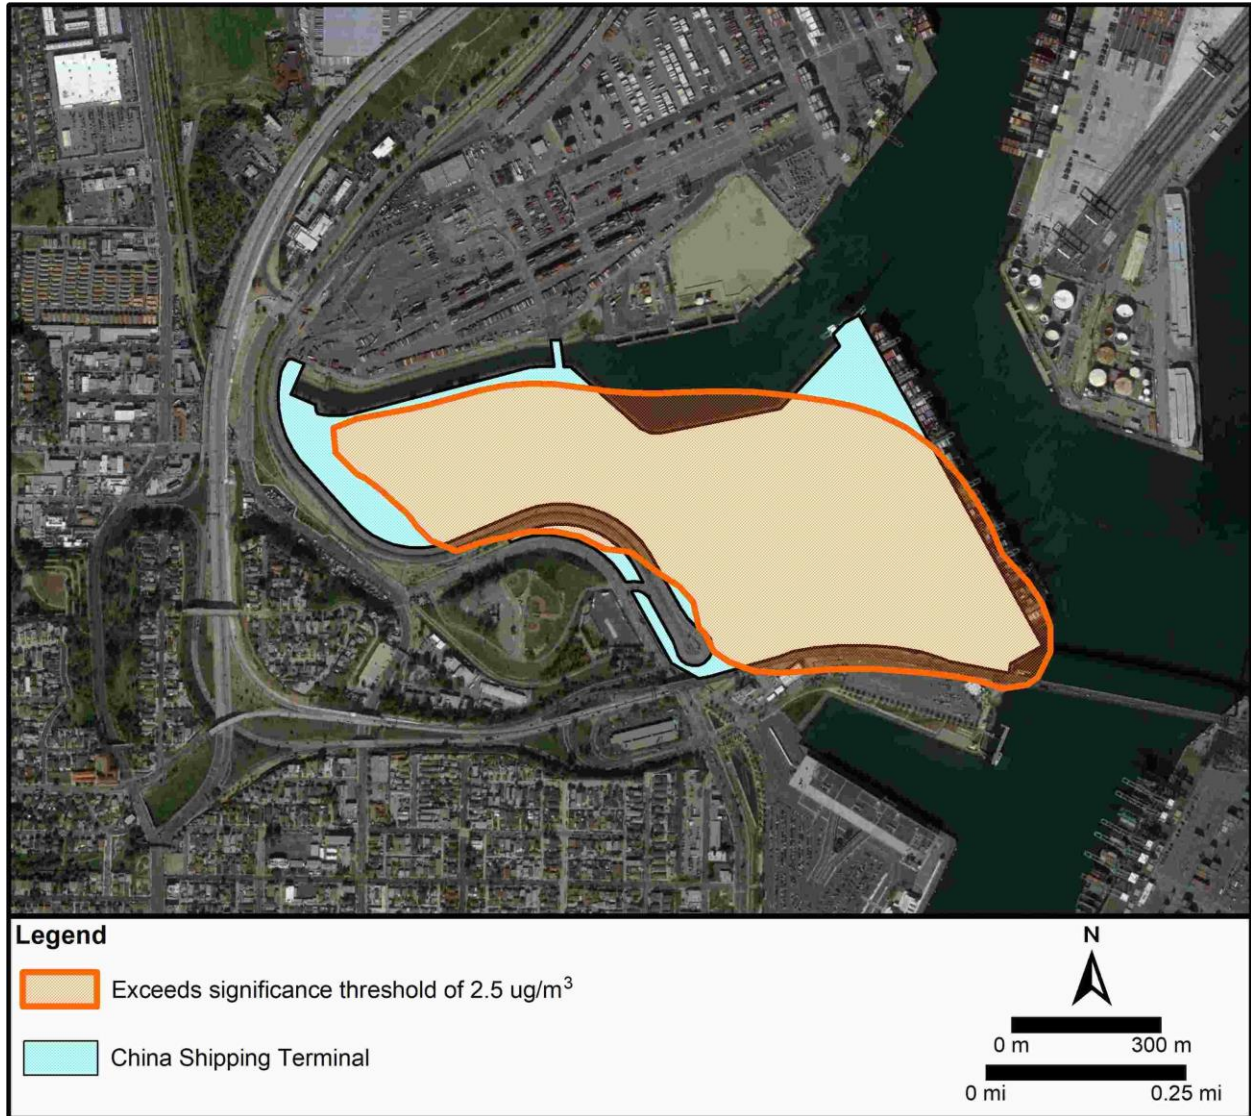 Legend
Exceeds significance threshold of 2.5 ug/m³
China Shipping Terminal
N
0 m 300 m
0 mi 0.25 mi